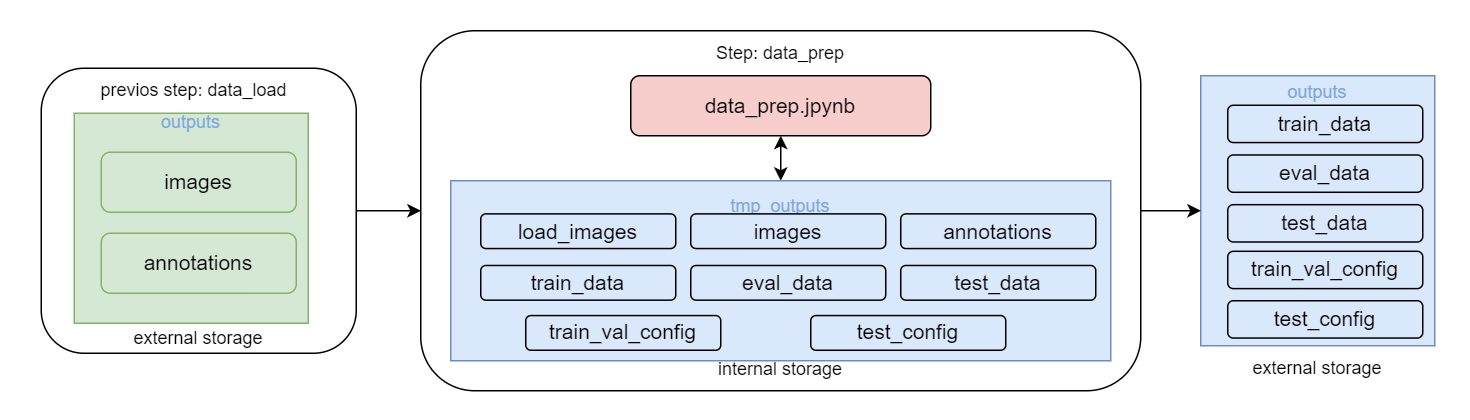 previos step: data_load
outputs
images
annotations
external storage
Step: data_prep
data_prep.jpynb
tmp_outputs
load_images
images
annotations
train_data
eval_data
test_data
train_val_config
test_config
internal storage
outputs
train_data
eval_data
test_data
train_val_config
test_config
external storage